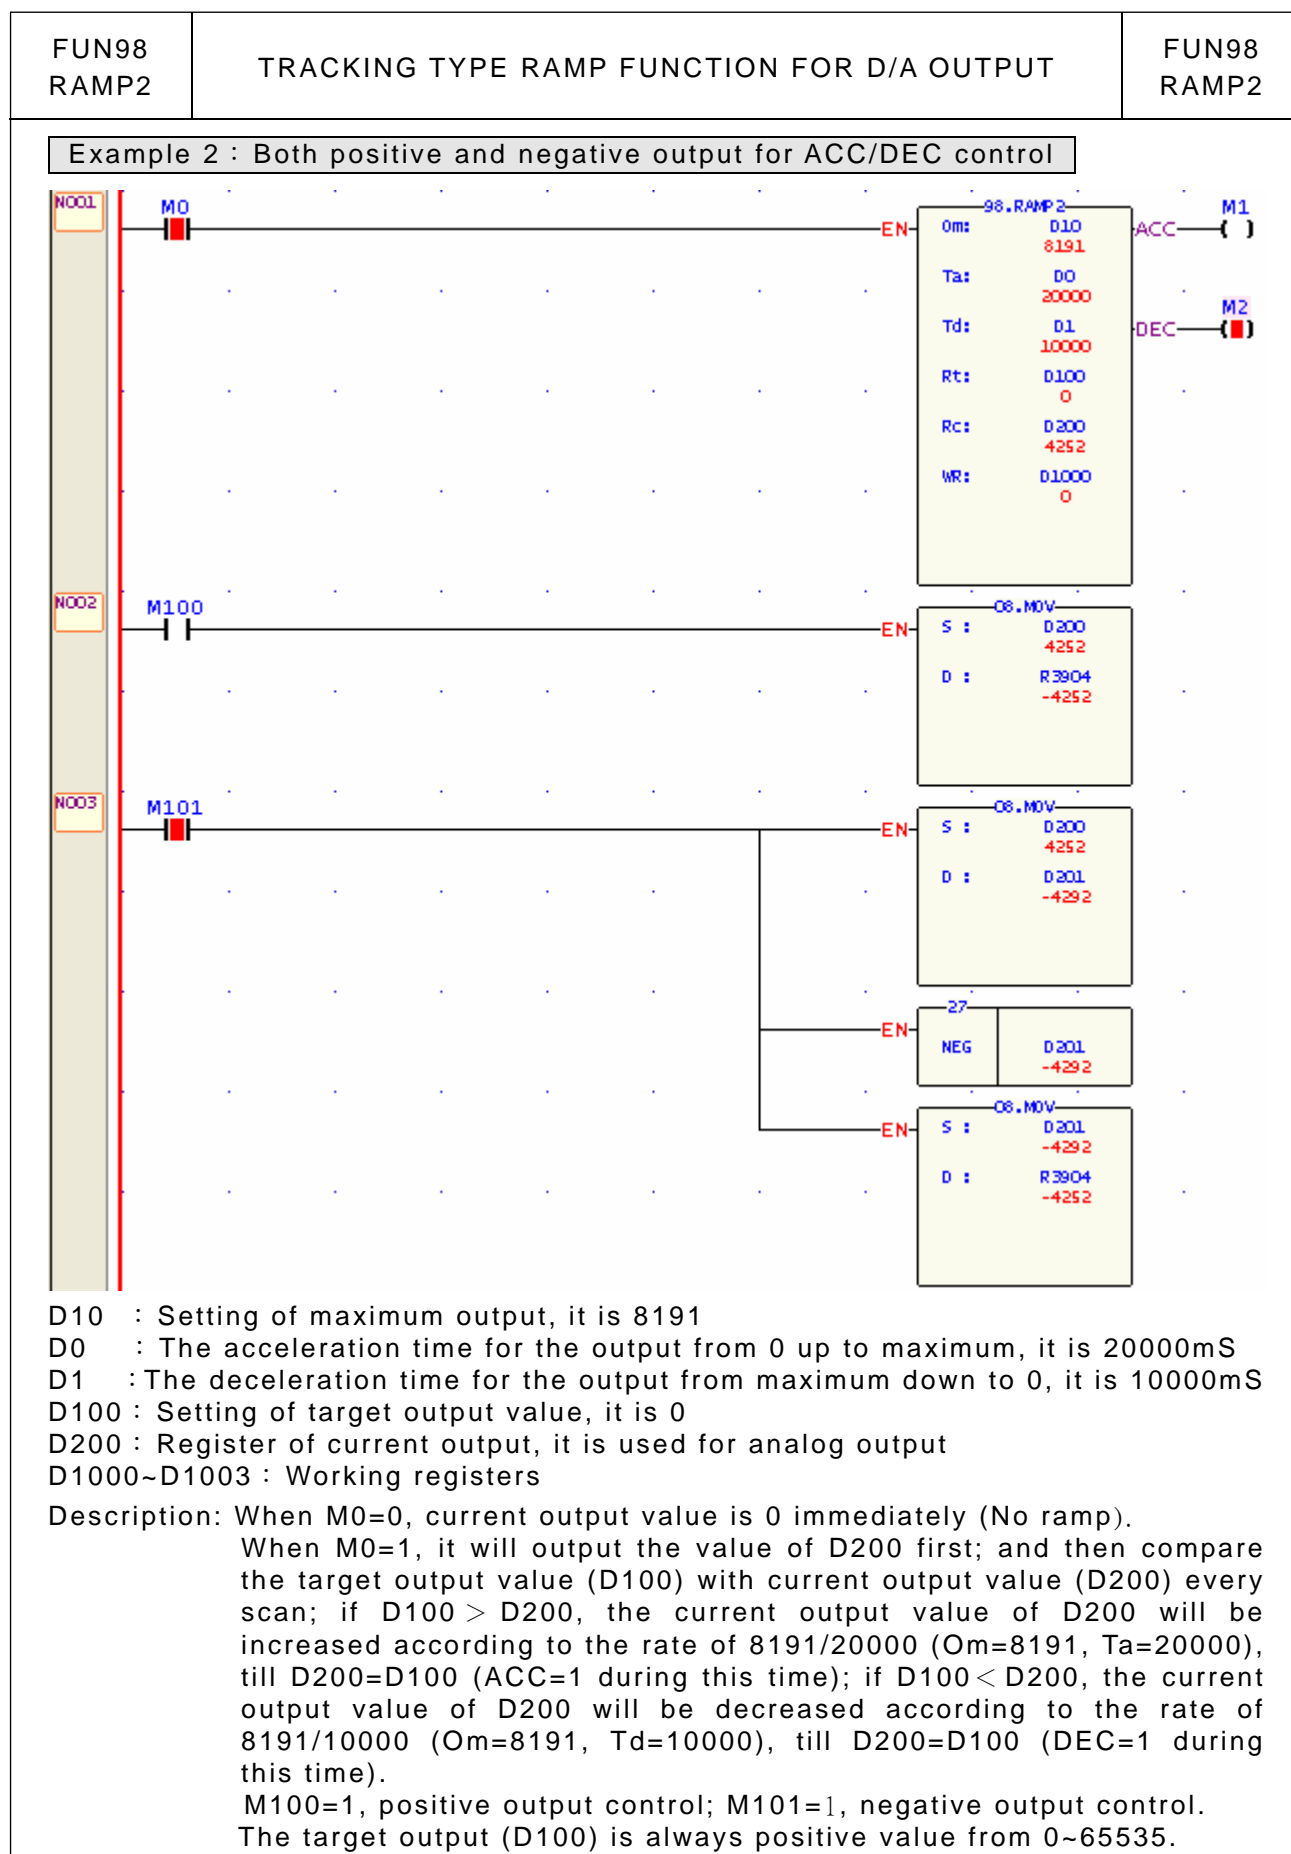 FUN98
RAMP2
TRACKING TYPE RAMP FUNCTION FOR D/A OUTPUT
FUN98
RAMP2
Example 2：Both positive and negative output for ACC/DEC control
N001
M0
EN
98.RAMP2
Om: D10
8191
Ta: D0
20000
Td: D1
10000
Rt: D100
0
Rc: D200
4252
WR: D1000
0
ACC
M1
DEC
M2
N002
M100
EN
08.MOV
S : D200
4252
D : R3904
-4252
N003
M101
EN
08.MOV
S : D200
4252
D : D201
-4292
EN
27
NEG D201
-4292
EN
08.MOV
S : D201
-4292
D : R3904
-4252
D10 ：Setting of maximum output, it is 8191
D0 ：The acceleration time for the output from 0 up to maximum, it is 20000mS
D1 ：The deceleration time for the output from maximum down to 0, it is 10000mS
D100：Setting of target output value, it is 0
D200：Register of current output, it is used for analog output
D1000~D1003：Working registers
Description: When M0=0, current output value is 0 immediately (No ramp).
When M0=1, it will output the value of D200 first; and then compare
the target output value (D100) with current output value (D200) every
scan; if D100＞D200, the current output value of D200 will be
increased according to the rate of 8191/20000 (Om=8191, Ta=20000),
till D200=D100 (ACC=1 during this time); if D100＜D200, the current
output value of D200 will be decreased according to the rate of
8191/10000 (Om=8191, Td=10000), till D200=D100 (DEC=1 during
this time).
M100=1, positive output control; M101=1, negative output control.
The target output (D100) is always positive value from 0~65535.